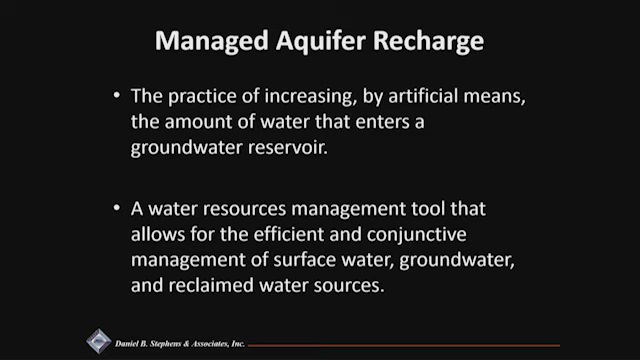 Managed Aquifer Recharge
• The practice of increasing, by artificial means,
the amount of water that enters a
groundwater reservoir.
• A water resources management tool that
allows for the efficient and conjunctive
management of surface water, groundwater,
and reclaimed water sources.
Daniel B. Stephens & Associates, Inc.